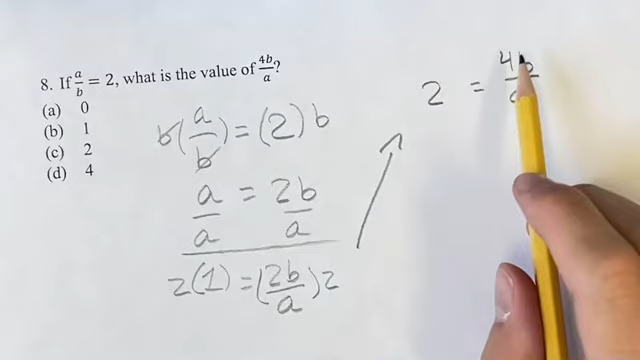 8. If a/b = 2, what is the value of 4b/a?
(a) 0
(b) 1
(c) 2
(d) 4
b(a/b) = (2)b
a/a = 2b/a
2(1) = (2b/a)2
2 = 4b/a